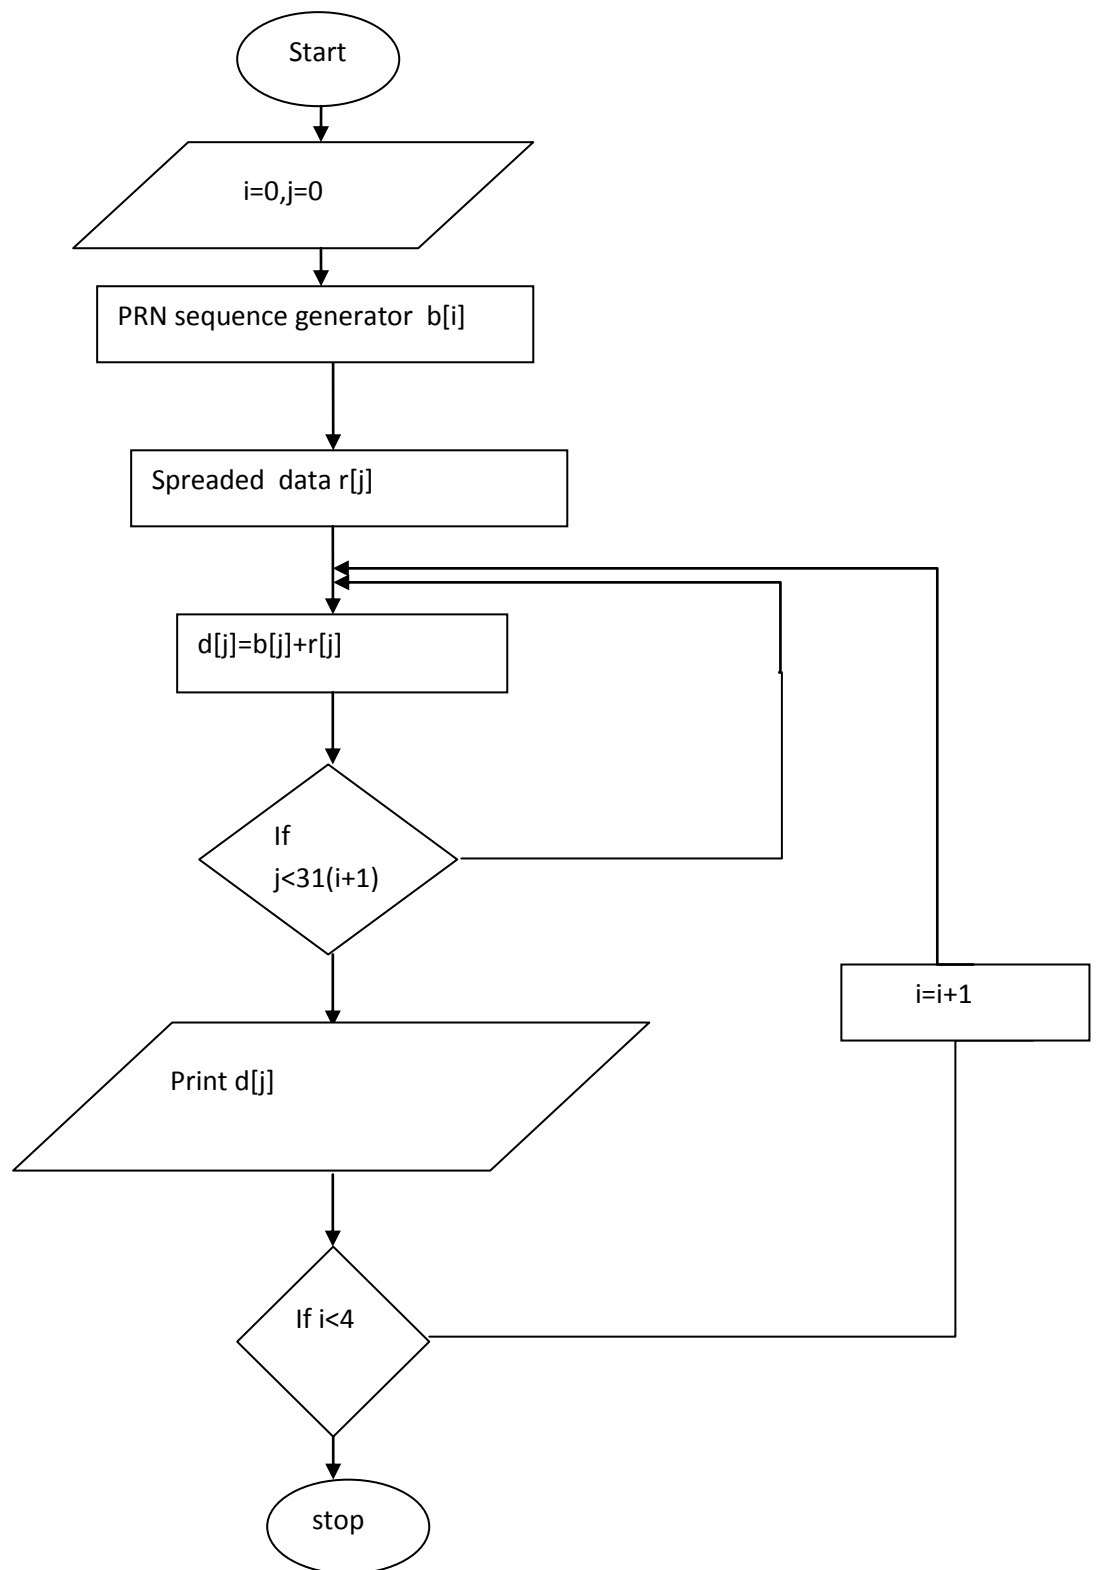 Start
i=0,j=0
PRN sequence generator b[i]
Spreaded data r[j]
d[j]=b[j]+r[j]
If
j<31(i+1)
i=i+1
Print d[j]
If i<4
stop